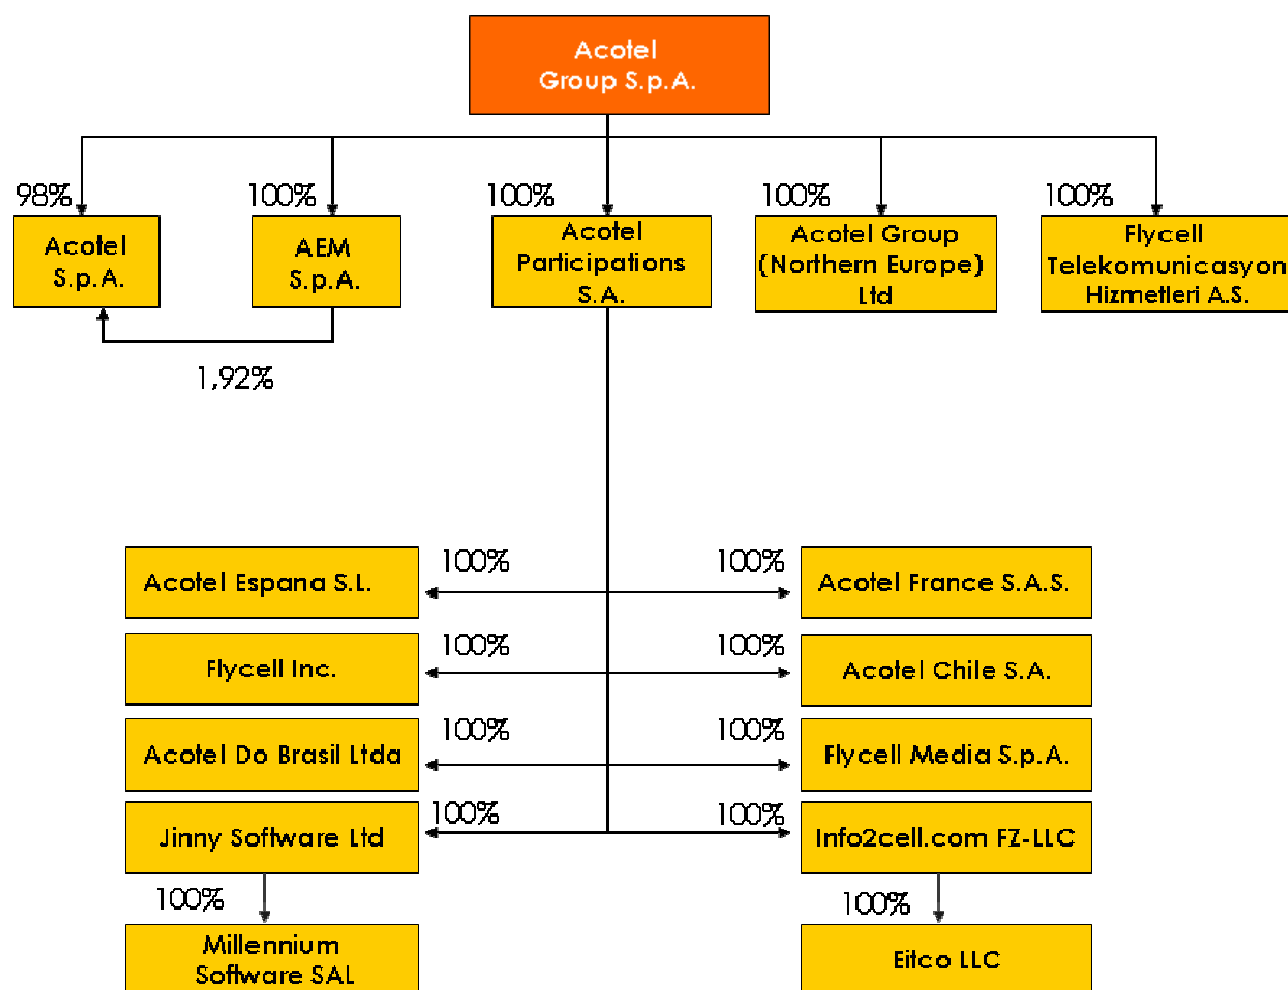 Acotel
Group S.p.A.
98%
100%
100%
100%
100%
Acotel
S.p.A.
AEM
S.p.A.
Acotel
Participations
S.A.
Acotel Group
(Northern Europe)
Ltd
Flycell
Telekomunicasyon
Hizmetleri A.S.
1,92%
100%
100%
Acotel Espana S.L.
Acotel France S.A.S.
100%
100%
Flycell Inc.
Acotel Chile S.A.
100%
100%
Acotel Do Brasil Ltda
Flycell Media S.p.A.
100%
100%
Jinny Software Ltd
Info2cell.com FZ-LLC
100%
100%
Millennium
Software SAL
Eitco LLC